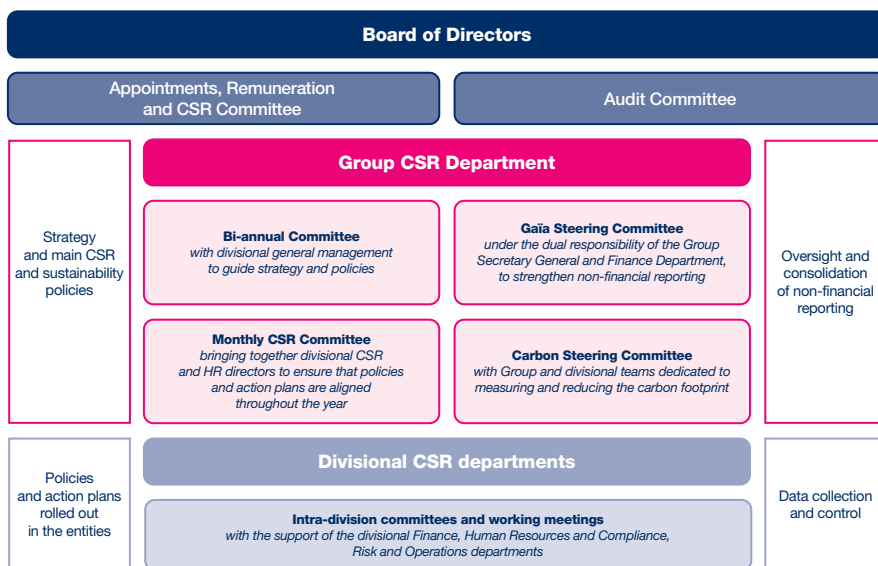 Board of Directors
Appointments, Remuneration
and CSR Committee
Audit Committee
Strategy
and main CSR
and sustainability
policies
Group CSR Department
Bi-annual Committee
with divisional general management
to guide strategy and policies
Gaïa Steering Committee
under the dual responsibility of the Group
Secretary General and Finance Department,
to strengthen non-financial reporting
Monthly CSR Committee
bringing together divisional CSR
and HR directors to ensure that policies
and action plans are aligned
throughout the year
Carbon Steering Committee
with Group and divisional teams dedicated to
measuring and reducing the carbon footprint
Oversight and
consolidation
of non-financial
reporting
Policies
and action plans
rolled out
in the entities
Divisional CSR departments
Intra-division committees and working meetings
with the support of the divisional Finance, Human Resources and Compliance,
Risk and Operations departments
Data collection
and control